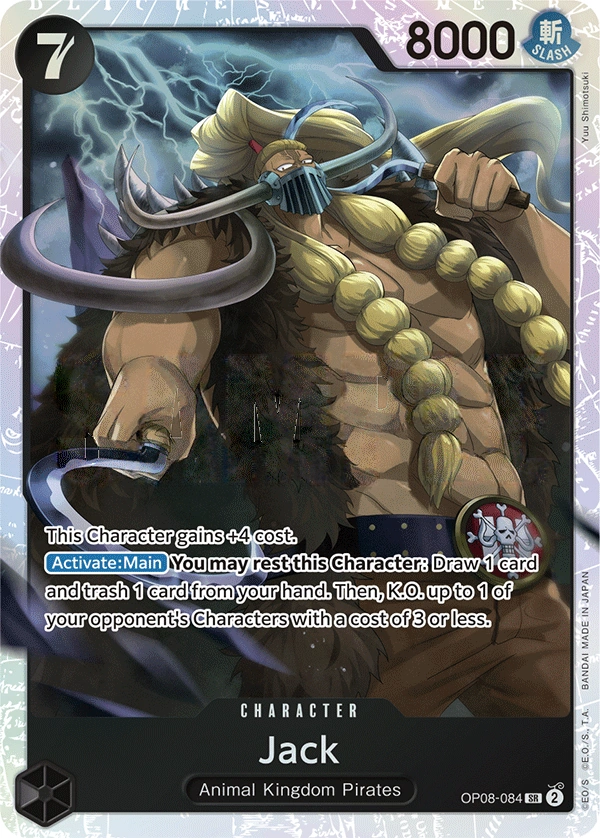 7
8000
斬
SLASH
Yuu Shimotsuki
This Character gains +4 cost.
Activate:Main You may rest this Character: Draw 1 card
and trash 1 card from your hand. Then, K.O. up to 1 of
your opponent's Characters with a cost of 3 or less.
CHARACTER
Jack
Animal Kingdom Pirates
OP08-084 SR 2
©E.O./S., T.A. BANDAI MADE IN JAPAN
©EO/S